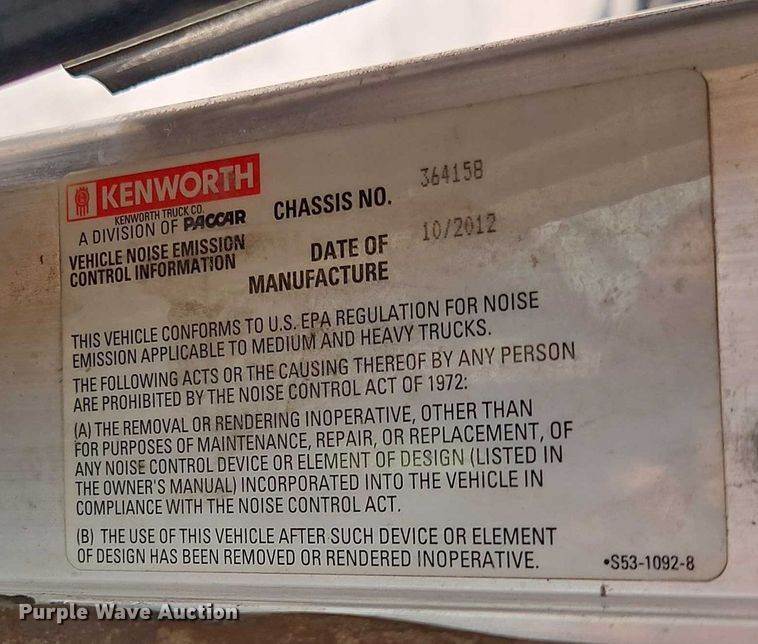 KENWORTH
KENWORTH TRUCK CO.
A DIVISION OF PACCAR
VEHICLE NOISE EMISSION
CONTROL INFORMATION
CHASSIS NO. 364158
DATE OF
MANUFACTURE 10/2012
THIS VEHICLE CONFORMS TO U.S. EPA REGULATION FOR NOISE
EMISSION APPLICABLE TO MEDIUM AND HEAVY TRUCKS.
THE FOLLOWING ACTS OR THE CAUSING THEREOF BY ANY PERSON
ARE PROHIBITED BY THE NOISE CONTROL ACT OF 1972:
(A) THE REMOVAL OR RENDERING INOPERATIVE, OTHER THAN
FOR PURPOSES OF MAINTENANCE, REPAIR, OR REPLACEMENT, OF
ANY NOISE CONTROL DEVICE OR ELEMENT OF DESIGN (LISTED IN
THE OWNER'S MANUAL) INCORPORATED INTO THE VEHICLE IN
COMPLIANCE WITH THE NOISE CONTROL ACT.
(B) THE USE OF THIS VEHICLE AFTER SUCH DEVICE OR ELEMENT
OF DESIGN HAS BEEN REMOVED OR RENDERED INOPERATIVE.
•S53-1092-8
Purple Wave Auction